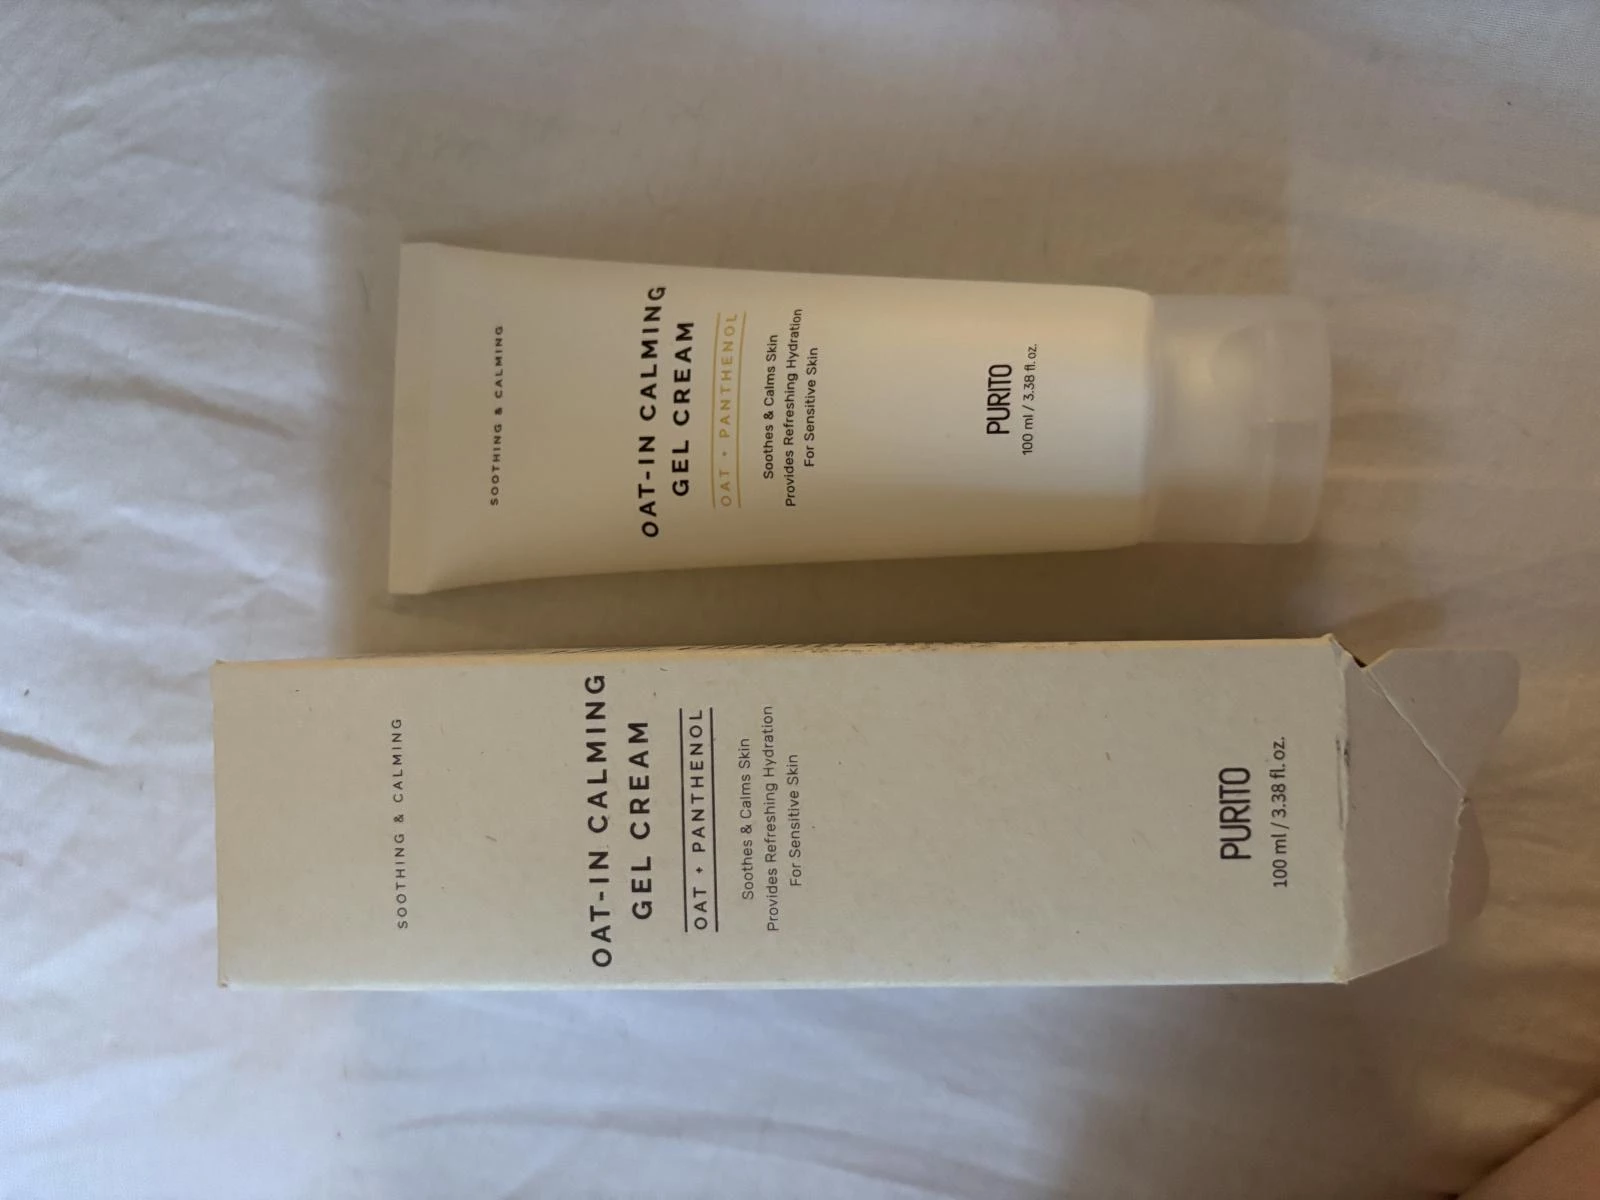 SOOTHING & CALMING
OAT-IN CALMING
GEL CREAM
OAT + PANTHENOL
Soothes & Calms Skin
Provides Refreshing Hydration
For Sensitive Skin
PURITO
100 ml / 3.38 fl.oz.
SOOTHING & CALMING
OAT-IN CALMING
GEL CREAM
OAT + PANTHENOL
Soothes & Calms Skin
Provides Refreshing Hydration
For Sensitive Skin
PURITO
100 ml / 3.38 fl.oz.